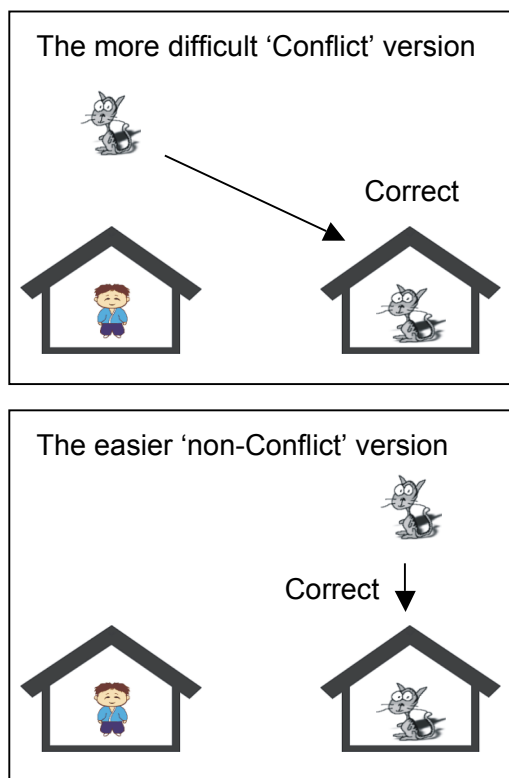 The more difficult ‘Conflict’ version
Correct
The easier ‘non-Conflict’ version
Correct